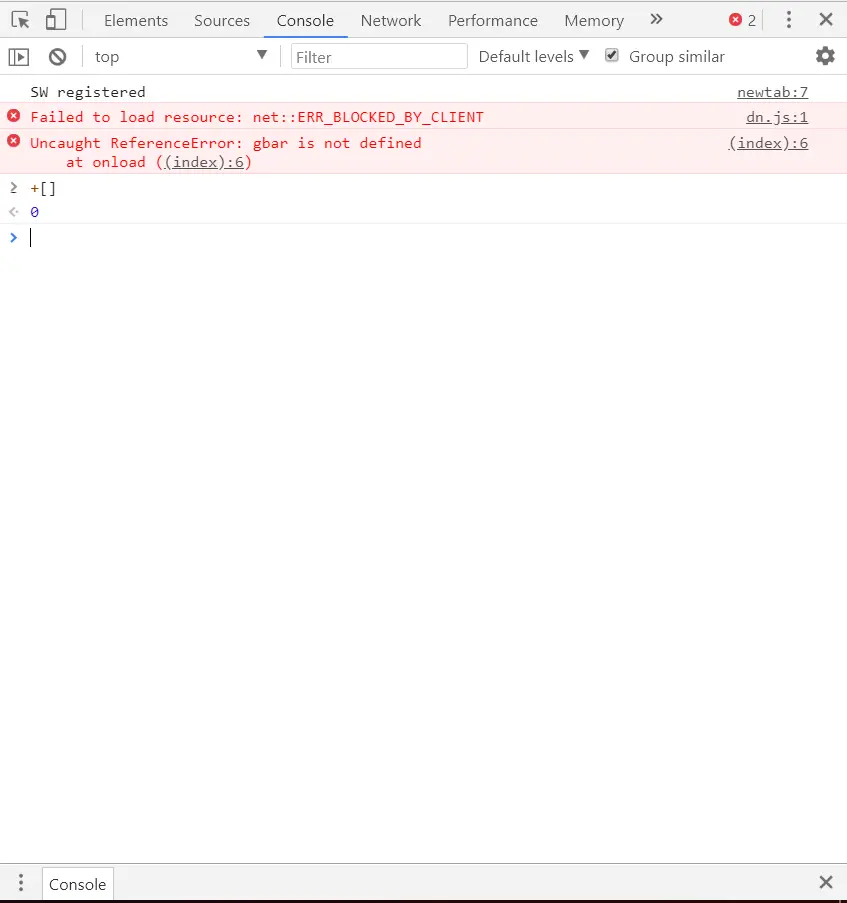 Elements Sources Console Network Performance Memory » 2
top Filter Default levels Group similar
SW registered newtab:7
Failed to load resource: net::ERR_BLOCKED_BY_CLIENT dn.js:1
Uncaught ReferenceError: gbar is not defined (index):6
at onload ((index):6)
> +[]
< 0
>
Console